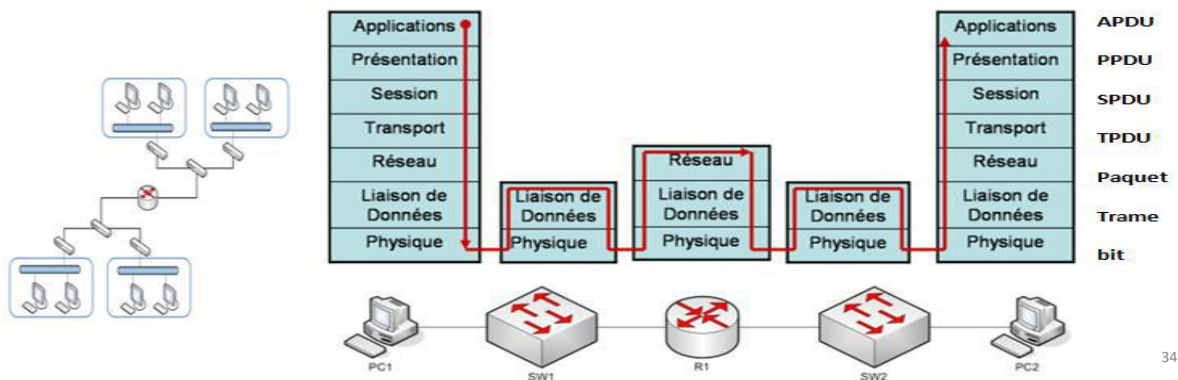 Applications
Présentation
Session
Transport
Réseau
Liaison de
Données
Physique
Liaison de
Données
Physique
Réseau
Liaison de
Données
Physique
Liaison de
Données
Physique
Applications
Présentation
Session
Transport
Réseau
Liaison de
Données
Physique
APDU
PPDU
SPDU
TPDU
Paquet
Trame
bit
PC1
SW1
R1
SW2
PC2
34